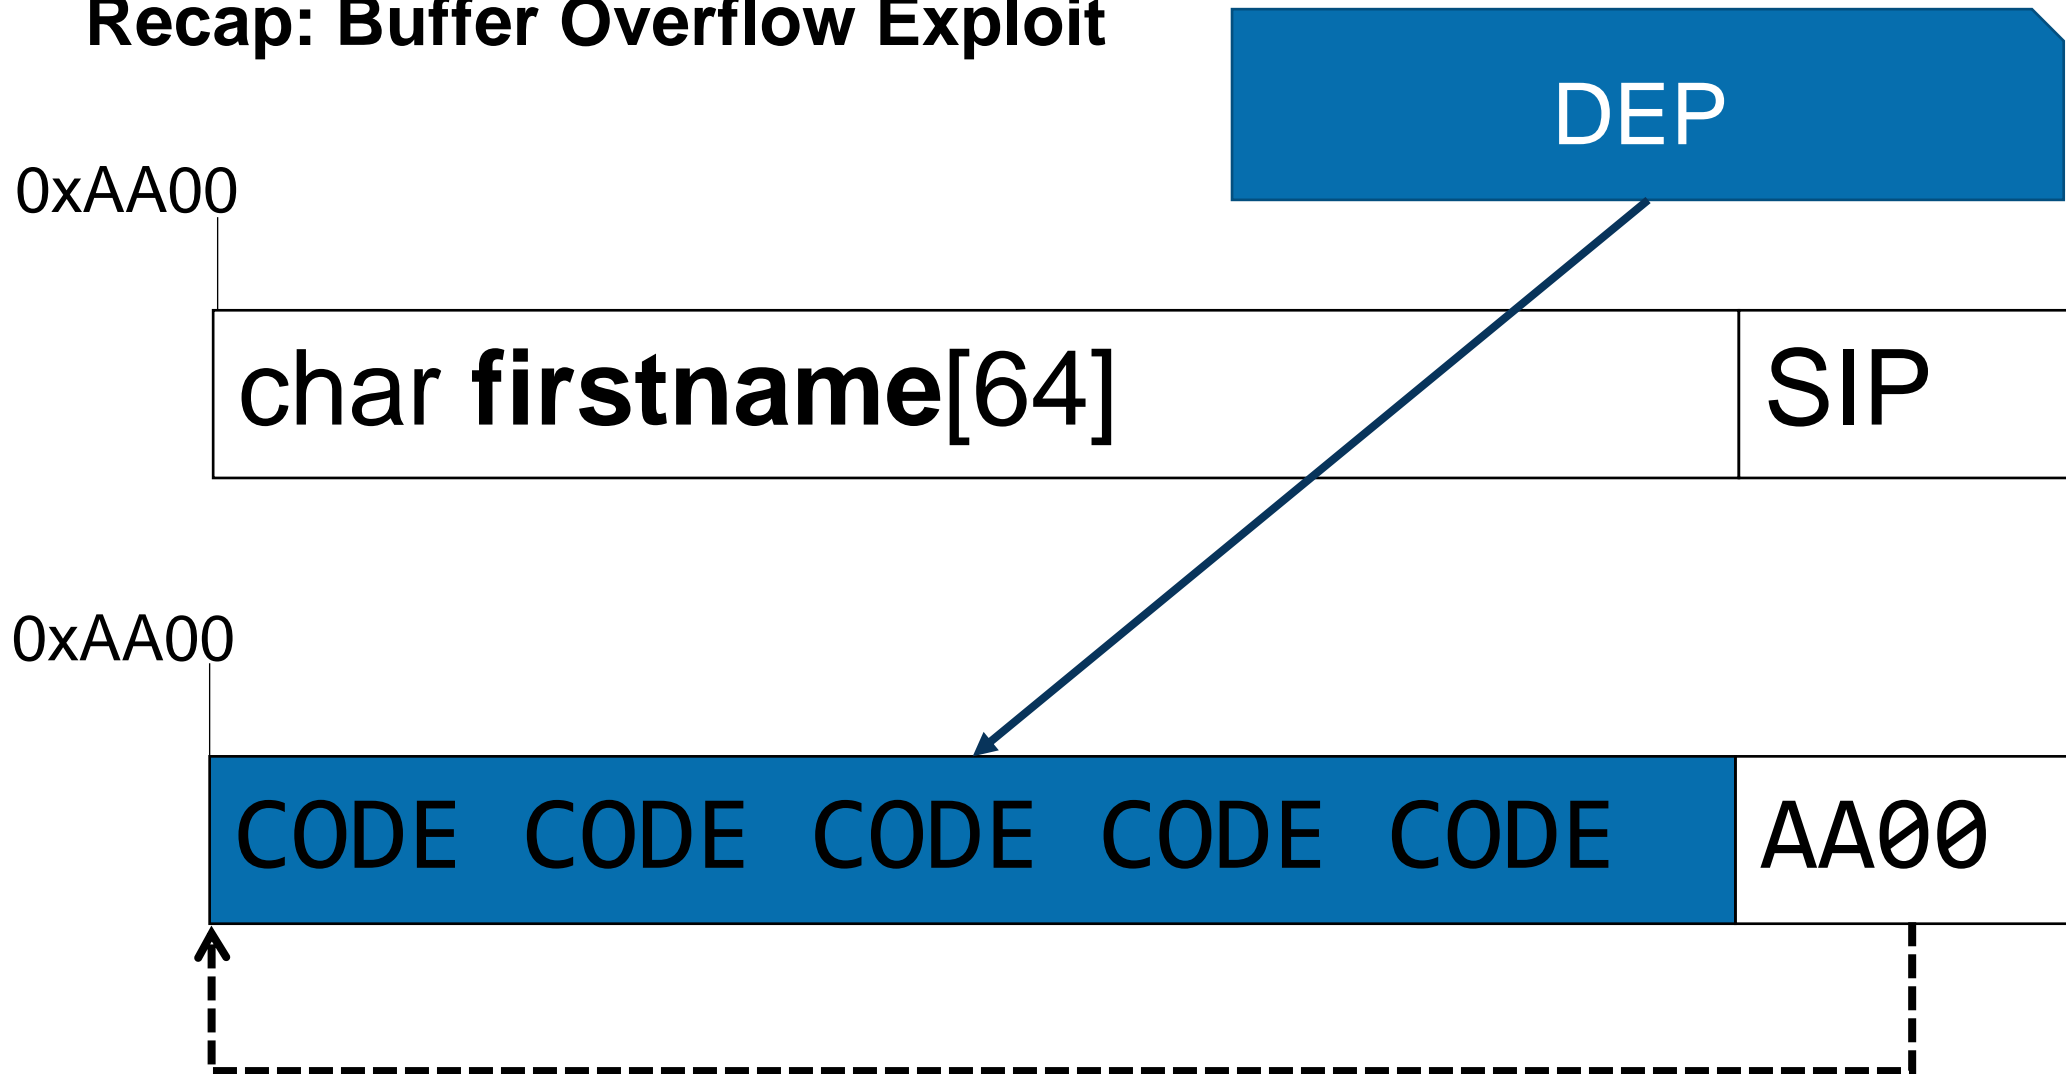 Recap: Buffer Overflow Exploit
DEP
0xAA00
char firstname[64]
SIP
0xAA00
CODE CODE CODE CODE CODE
AA00